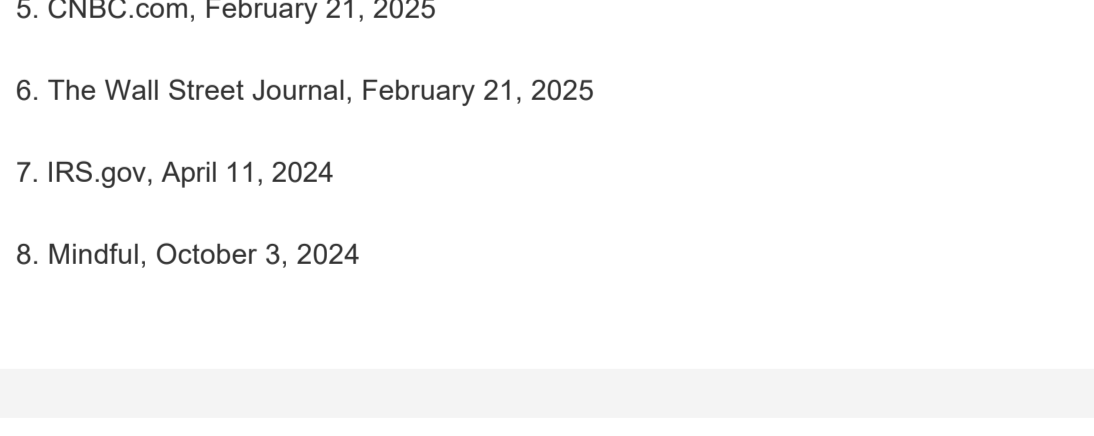 5. CNBC.com, February 21, 2025
6. The Wall Street Journal, February 21, 2025
7. IRS.gov, April 11, 2024
8. Mindful, October 3, 2024